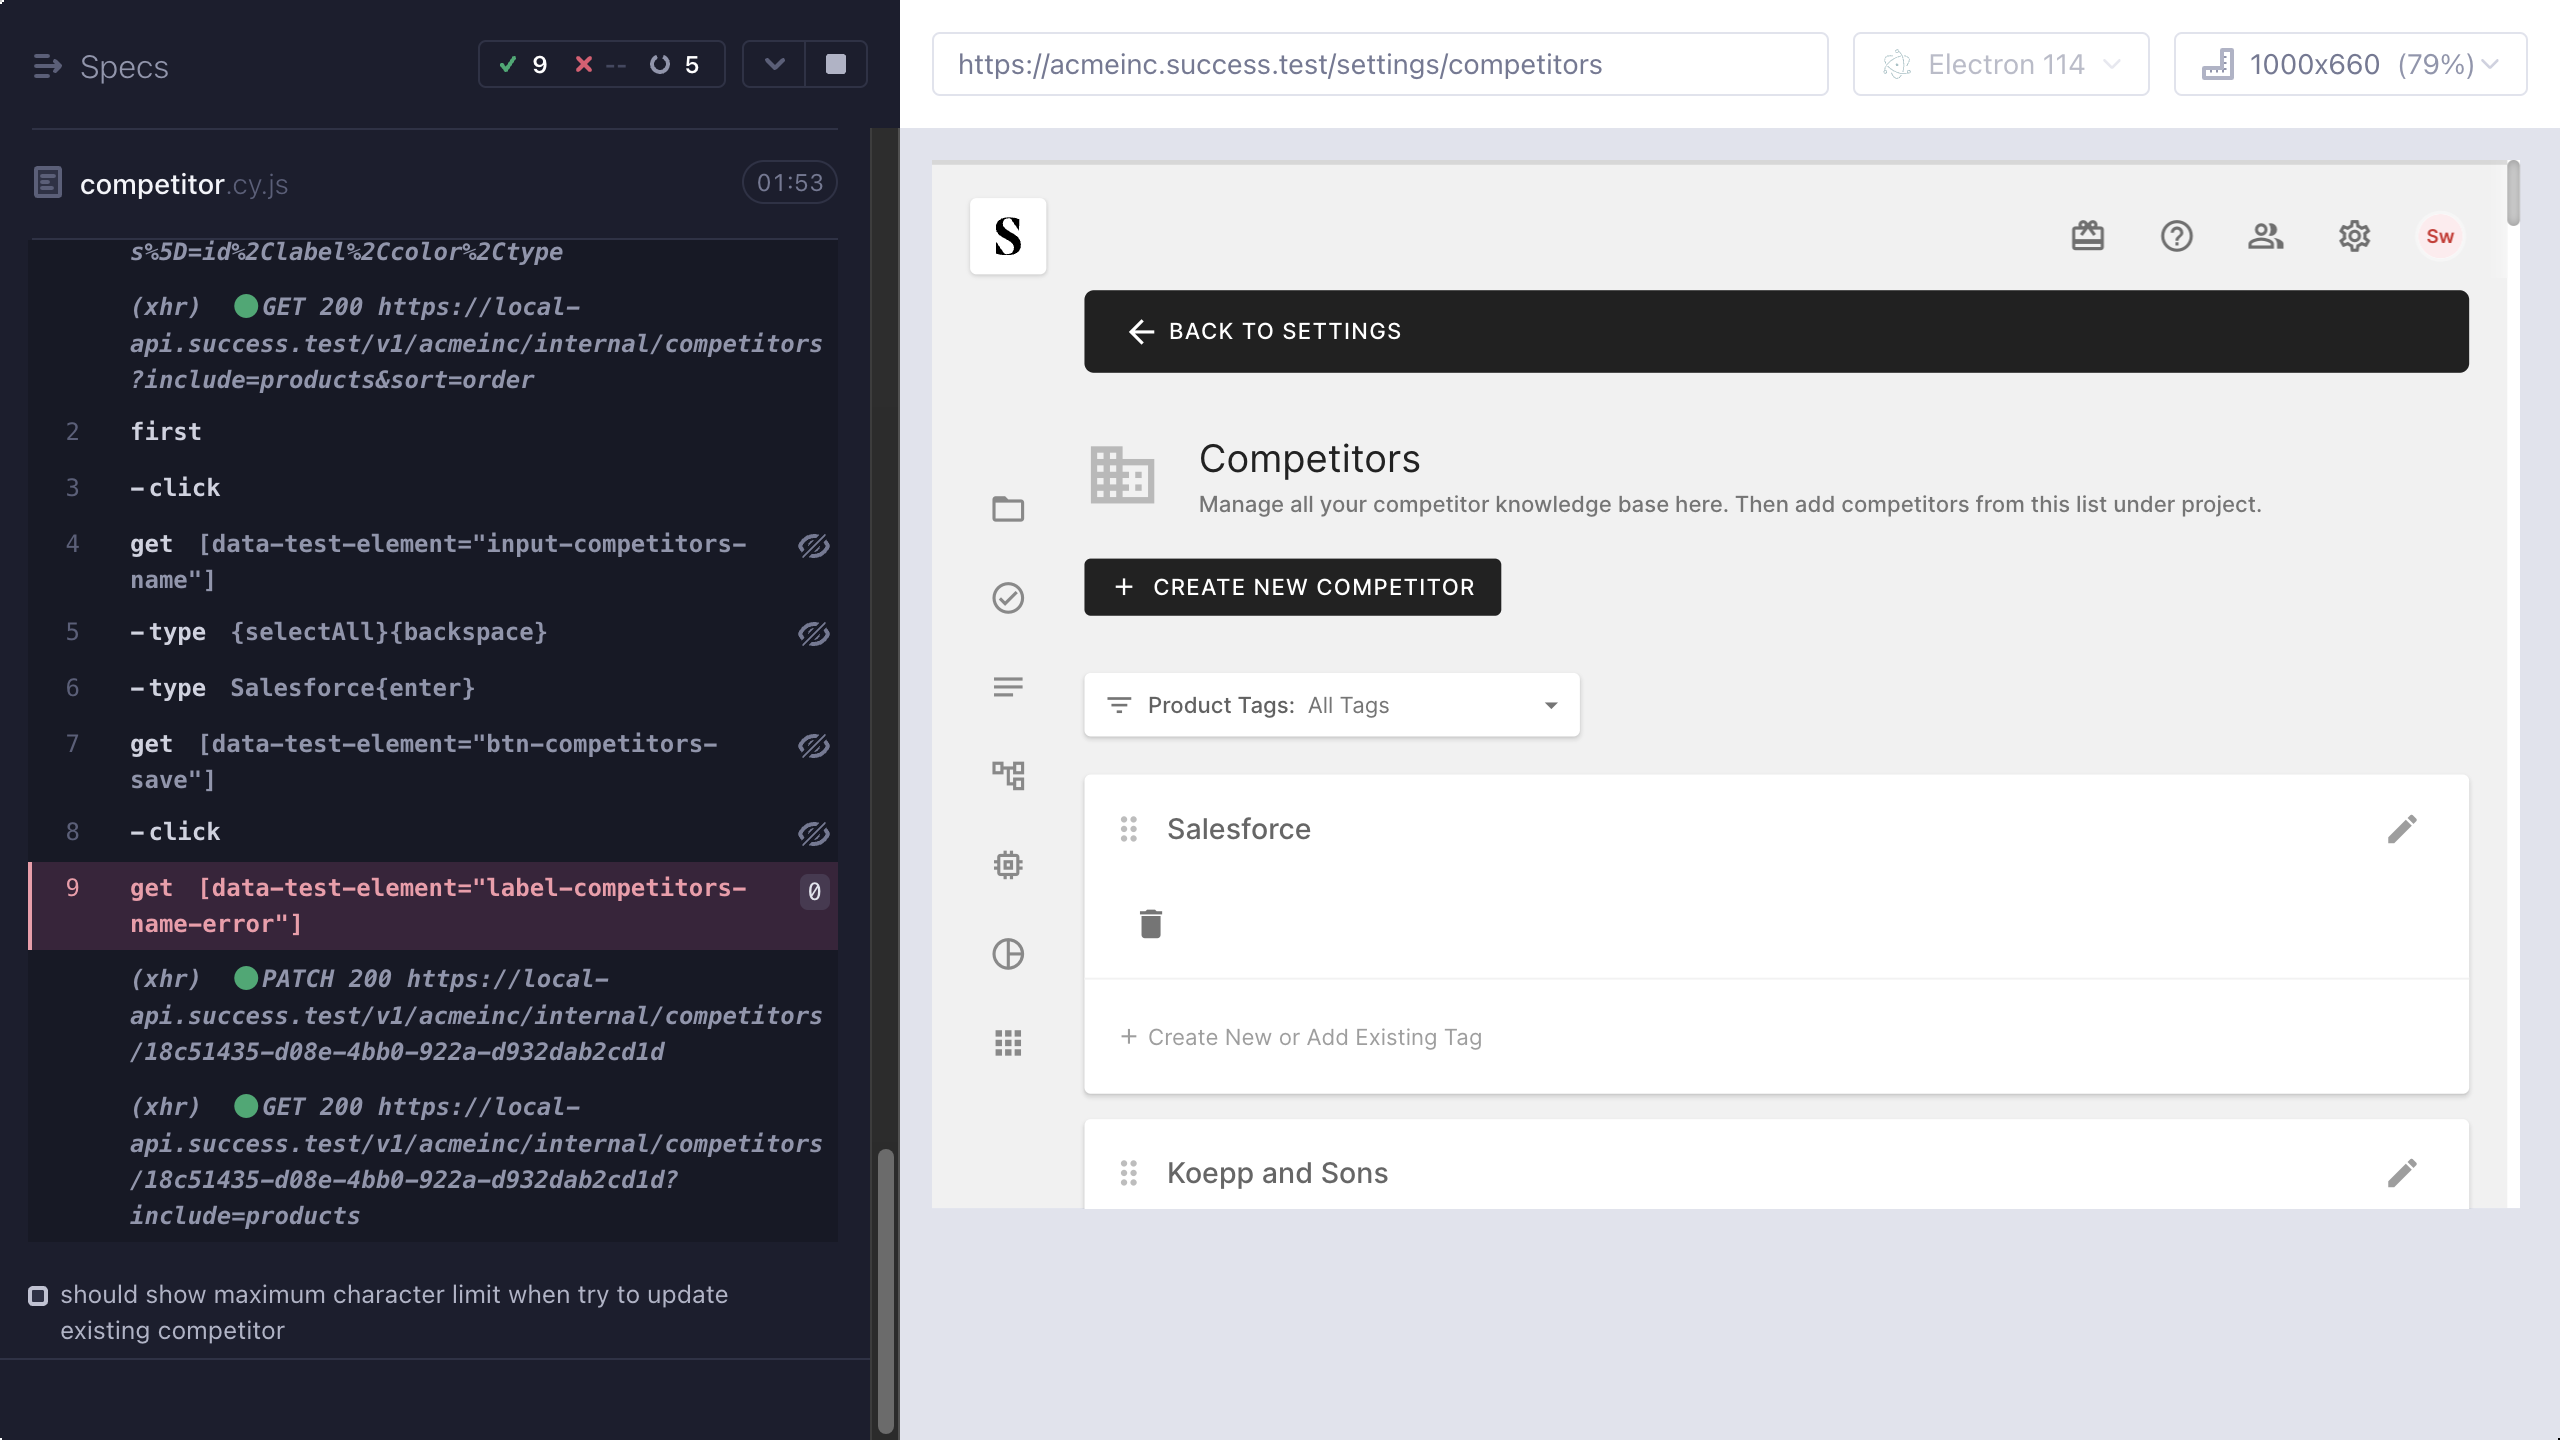 Specs
9 -- 5
competitor.cy.js
01:53
s%5D=id%2Clabel%2Ccolor%2Ctype
(xhr) GET 200 https://local-
api.success.test/v1/acmeinc/internal/competitors
?include=products&sort=order
2 first
3 -click
4 get [data-test-element="input-competitors-
name"]
5 -type {selectAll}{backspace}
6 -type Salesforce{enter}
7 get [data-test-element="btn-competitors-
save"]
8 -click
9 get [data-test-element="label-competitors-
name-error"]
0
(xhr) PATCH 200 https://local-
api.success.test/v1/acmeinc/internal/competitors
/18c51435-d08e-4bb0-922a-d932dab2cd1d
(xhr) GET 200 https://local-
api.success.test/v1/acmeinc/internal/competitors
/18c51435-d08e-4bb0-922a-d932dab2cd1d?
include=products
should show maximum character limit when try to update
existing competitor
https://acmeinc.success.test/settings/competitors
Electron 114
1000x660 (79%)
S
Sw
BACK TO SETTINGS
Competitors
Manage all your competitor knowledge base here. Then add competitors from this list under project.
+ CREATE NEW COMPETITOR
Product Tags: All Tags
Salesforce
+ Create New or Add Existing Tag
Koepp and Sons